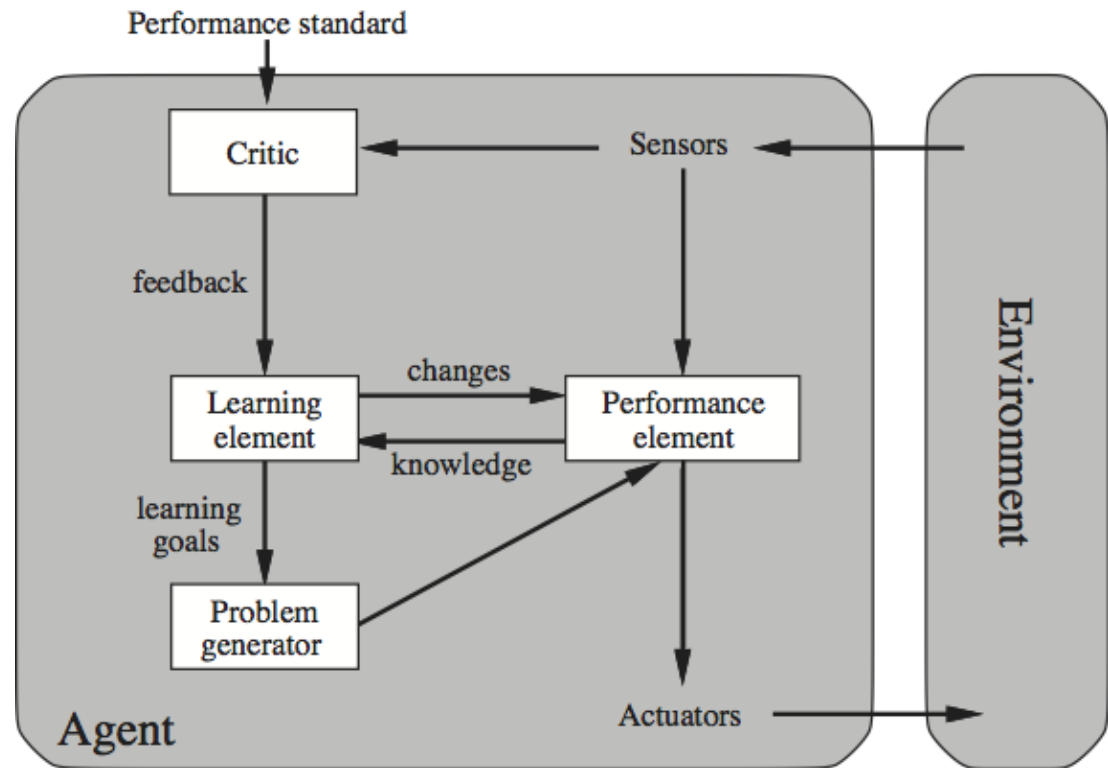 Performance standard
Critic
Sensors
feedback
changes
Learning
element
Performance
element
knowledge
learning
goals
Problem
generator
Agent
Actuators
Environment